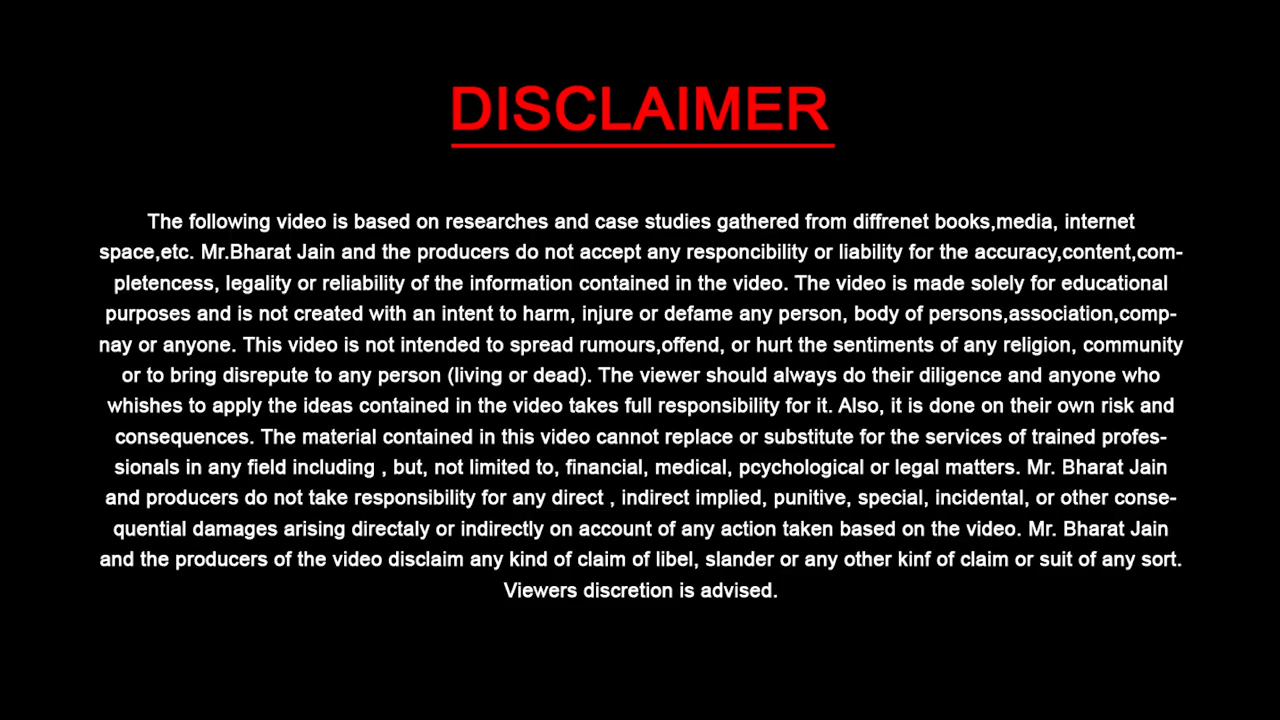 DISCLAIMER
The following video is based on researches and case studies gathered from diffrenet books,media, internet
space,etc. Mr.Bharat Jain and the producers do not accept any responcibility or liability for the accuracy,content,com-
pletencess, legality or reliability of the information contained in the video. The video is made solely for educational
purposes and is not created with an intent to harm, injure or defame any person, body of persons,association,comp-
nay or anyone. This video is not intended to spread rumours,offend, or hurt the sentiments of any religion, community
or to bring disrepute to any person (living or dead). The viewer should always do their diligence and anyone who
whishes to apply the ideas contained in the video takes full responsibility for it. Also, it is done on their own risk and
consequences. The material contained in this video cannot replace or substitute for the services of trained profes-
sionals in any field including , but, not limited to, financial, medical, pcychological or legal matters. Mr. Bharat Jain
and producers do not take responsibility for any direct , indirect implied, punitive, special, incidental, or other conse-
quential damages arising directaly or indirectly on account of any action taken based on the video. Mr. Bharat Jain
and the producers of the video disclaim any kind of claim of libel, slander or any other kinf of claim or suit of any sort.
Viewers discretion is advised.